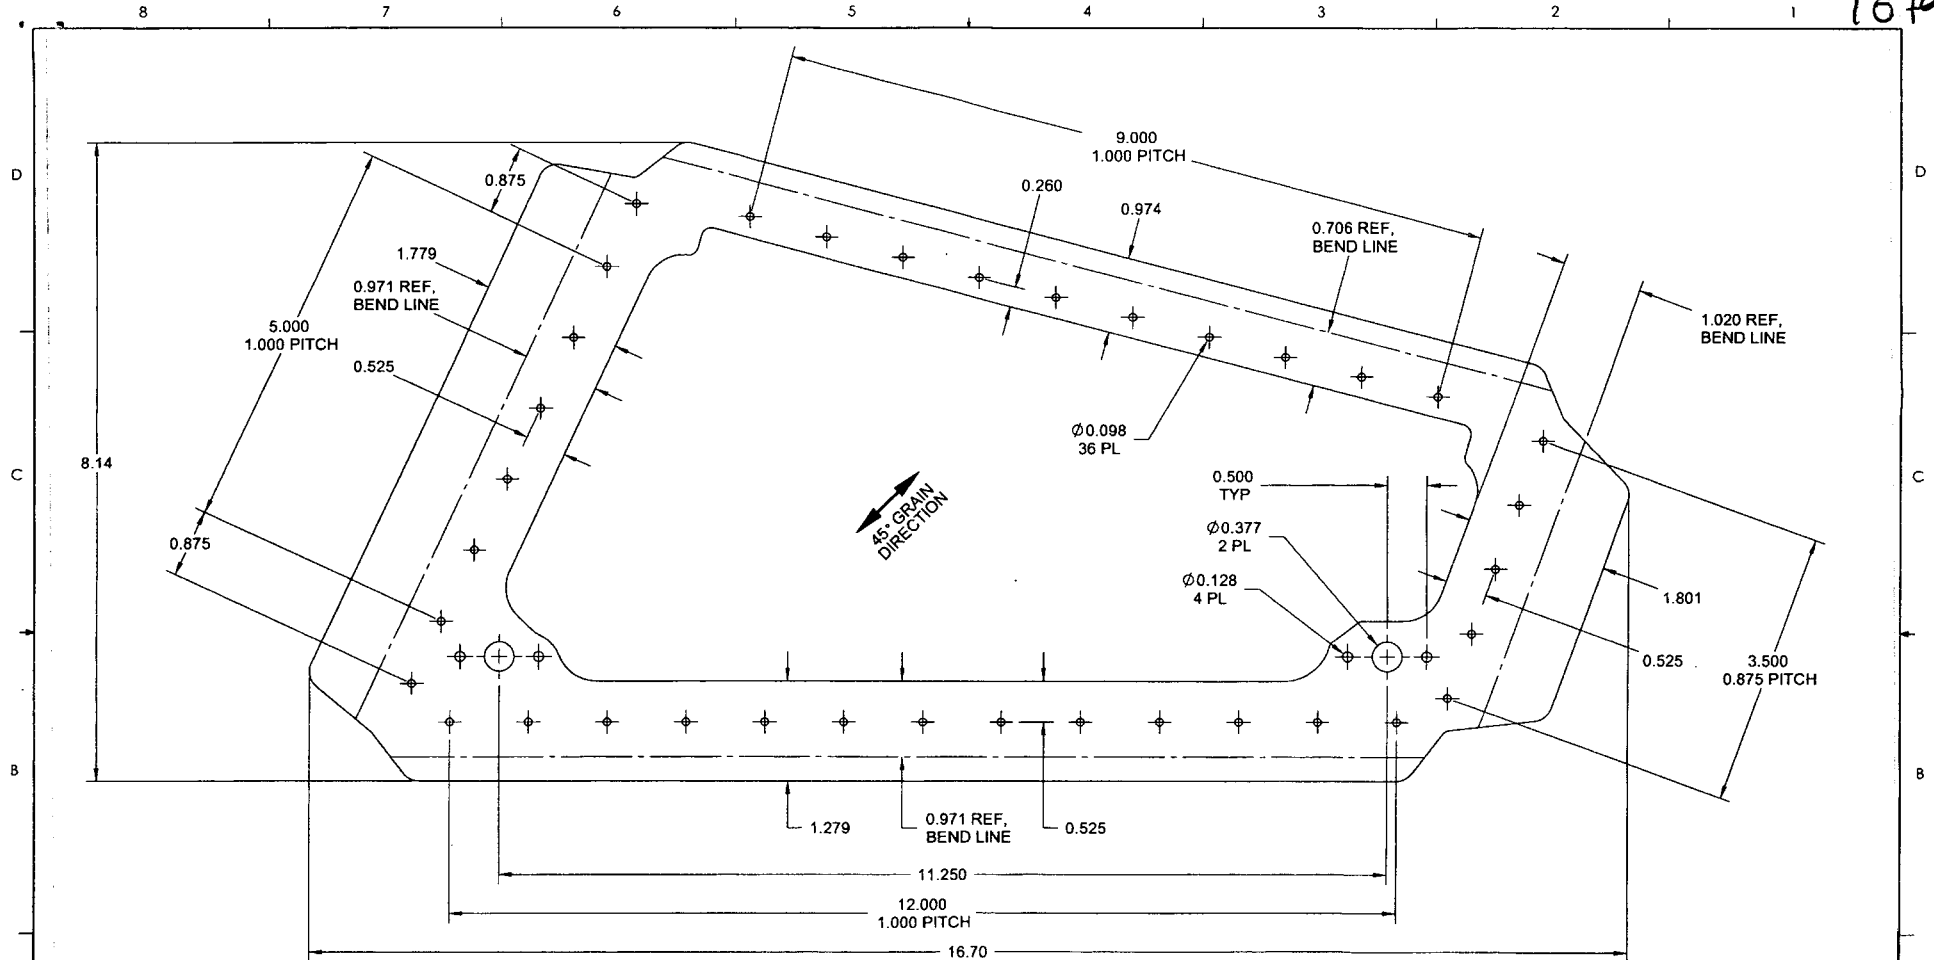 8 7 6 5 4 3 2 1
D
D
9.000
1.000 PITCH
0.875
0.260
0.974
0.706 REF,
BEND LINE
1.779
0.971 REF,
BEND LINE
1.020 REF,
BEND LINE
5.000
1.000 PITCH
0.525
Ø0.098
36 PL
8.14
C
C
0.500
TYP
45° GRAIN
DIRECTION
Ø0.377
2 PL
0.875
Ø0.128
4 PL
1.801
0.525
3.500
0.875 PITCH
B
B
1.279
0.971 REF,
BEND LINE
0.525
11.250
12.000
1.000 PITCH
16.70